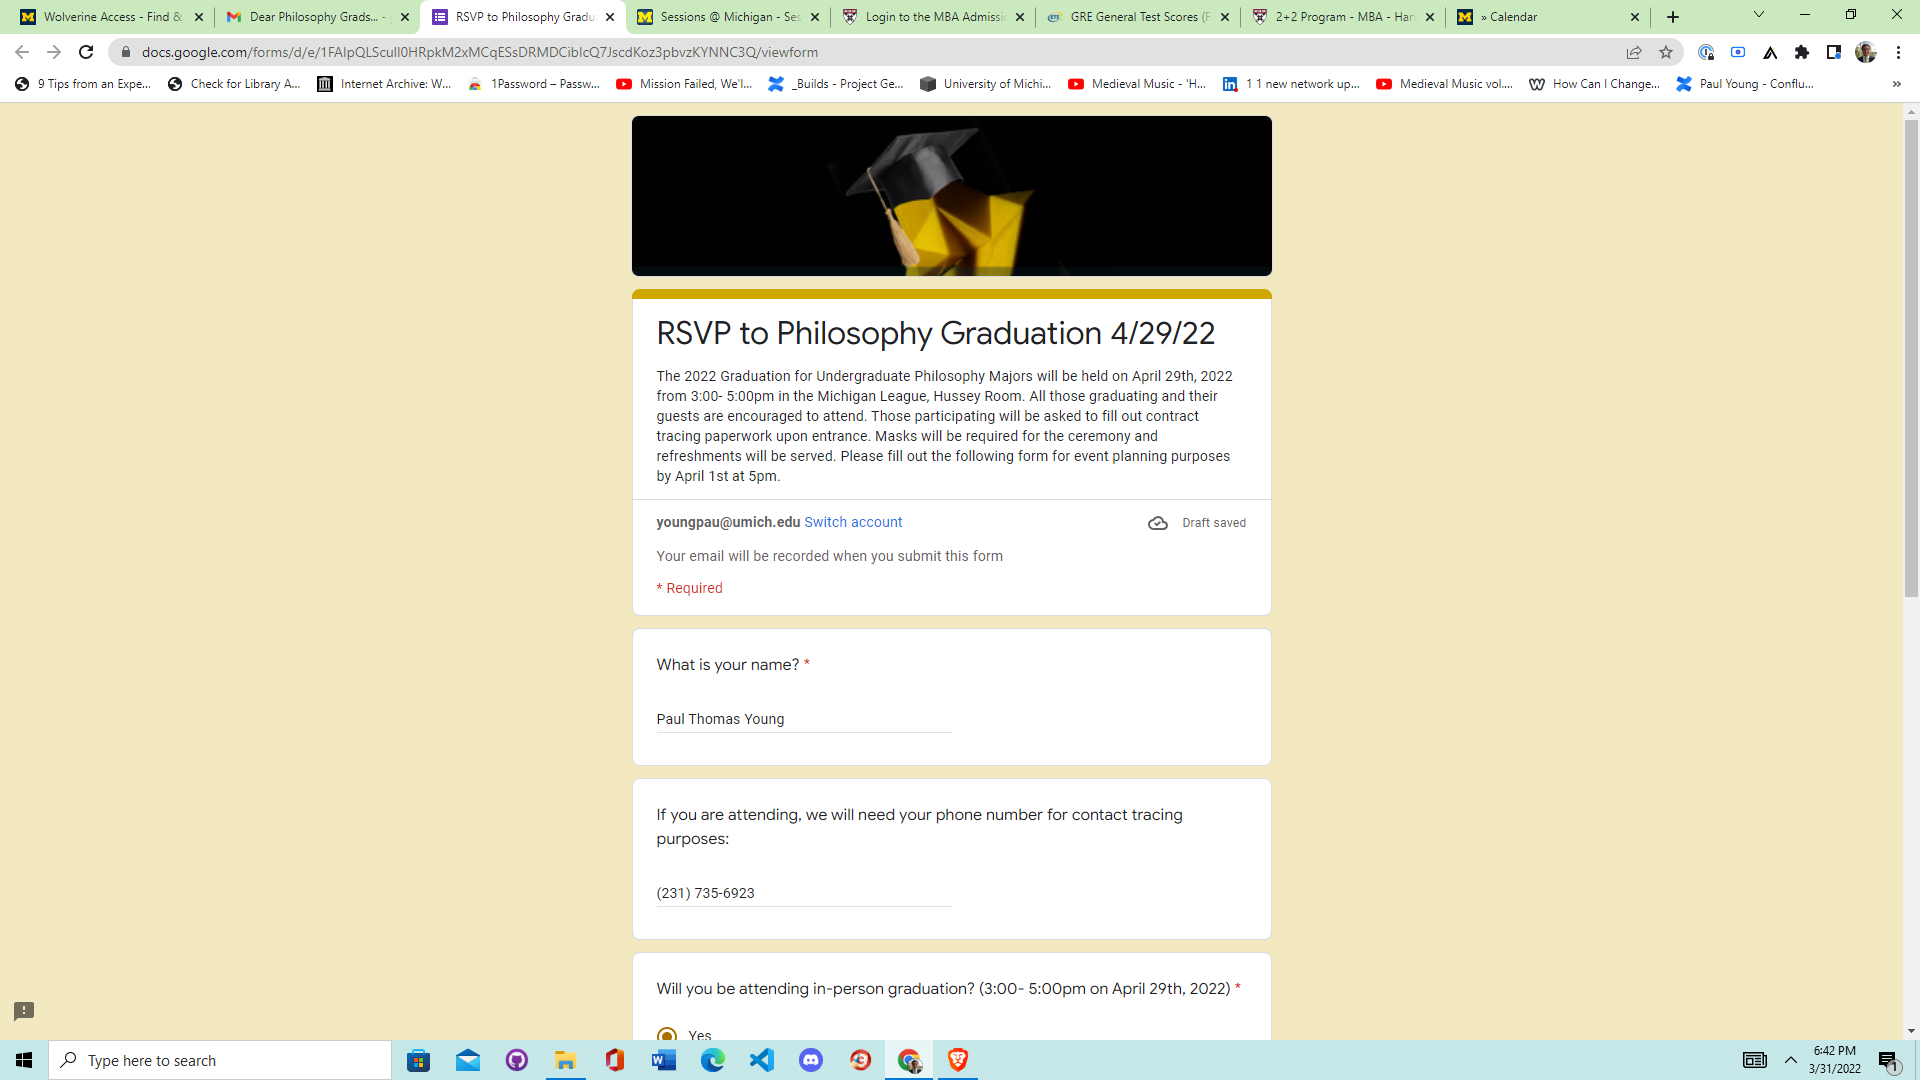 Wolverine Access - Find &
Dear Philosophy Grads... -
RSVP to Philosophy Gradu
Sessions @ Michigan - Ses
Login to the MBA Admissi
GRE General Test Scores (F
2+2 Program - MBA - Har
» Calendar
docs.google.com/forms/d/e/1FAIpQLScuIl0HRpkM2xMCqESsDRMDCiblcQ7JscdKoz3pbvzKYNNC3Q/viewform
9 Tips from an Expe...
Check for Library A...
Internet Archive: W...
1Password – Passw...
Mission Failed, We'l...
_Builds - Project Ge...
University of Michi...
Medieval Music - 'H...
1 1 new network up...
Medieval Music vol....
How Can I Change...
Paul Young - Conflu...
»
RSVP to Philosophy Graduation 4/29/22
The 2022 Graduation for Undergraduate Philosophy Majors will be held on April 29th, 2022
from 3:00- 5:00pm in the Michigan League, Hussey Room. All those graduating and their
guests are encouraged to attend. Those participating will be asked to fill out contract
tracing paperwork upon entrance. Masks will be required for the ceremony and
refreshments will be served. Please fill out the following form for event planning purposes
by April 1st at 5pm.
youngpau@umich.edu Switch account
Draft saved
Your email will be recorded when you submit this form
* Required
What is your name? *
Paul Thomas Young
If you are attending, we will need your phone number for contact tracing
purposes:
(231) 735-6923
Will you be attending in-person graduation? (3:00- 5:00pm on April 29th, 2022) *
Yes
Type here to search
6:42 PM
3/31/2022
1